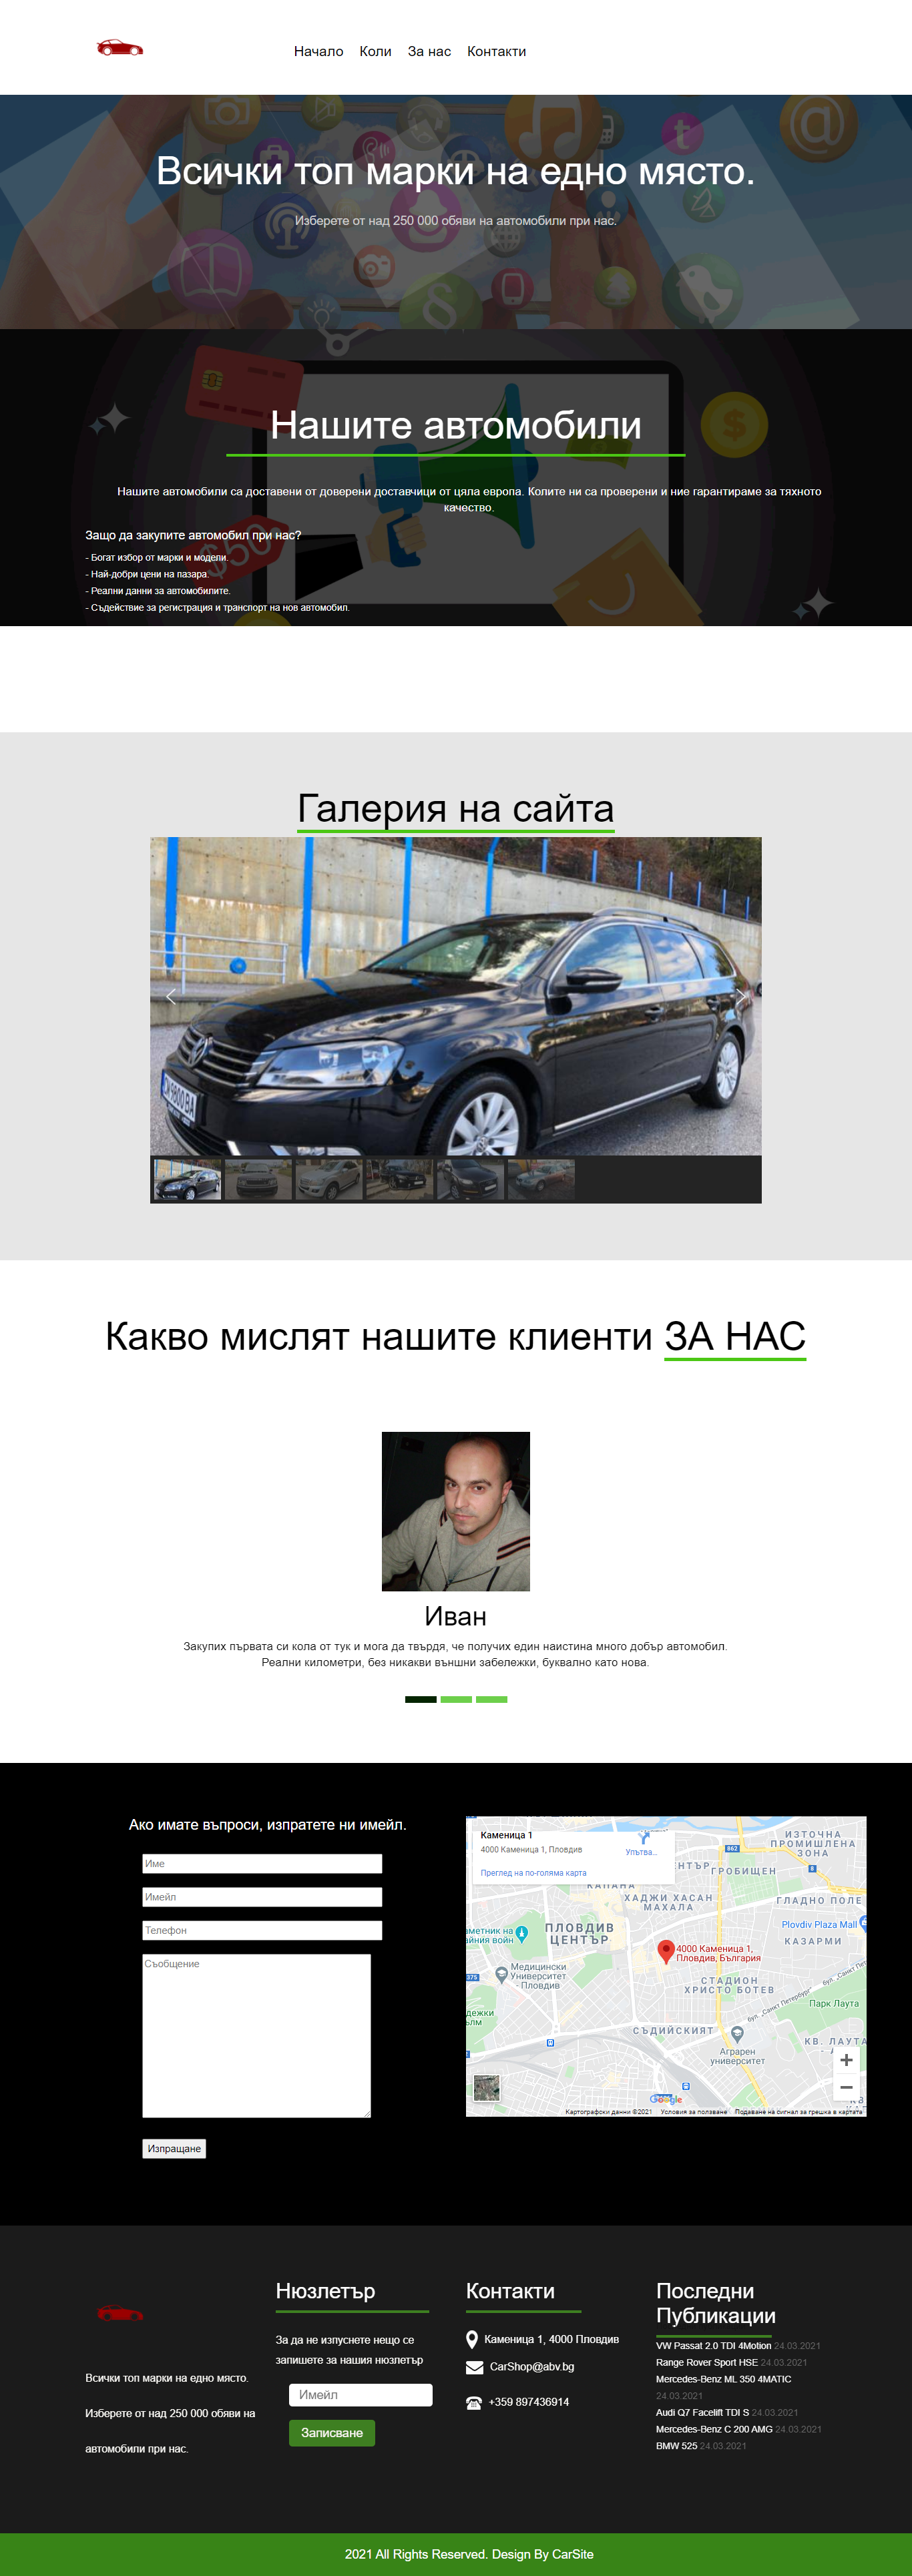 Начало Коли За нас Контакти
Всички топ марки на едно място.
Изберете от над 250 000 обяви на автомобили при нас.
Нашите автомобили
Нашите автомобили са доставени от доверени доставчици от цяла европа. Колите ни са проверени и ние гарантираме за тяхното
качество.
$50
Защо да закупите автомобил при нас?
- Богат избор от марки и модели.
- Най-добри цени на пазара.
- Реални данни за автомобилите.
- Съдействие за регистрация и транспорт на нов автомобил.
Галерия на сайта
Какво мислят нашите клиенти ЗА НАС
Иван
Закупих първата си кола от тук и мога да твърдя, че получих един наистина много добър автомобил.
Реални километри, без никакви външни забележки, буквално като нова.
Ако имате въпроси, изпратете ни имейл.
Име
Имейл
Телефон
Съобщение
Изпращане
Каменица 1
4000 Каменица 1, Пловдив
Упътва...
Преглед на по-голяма карта
ИЗТОЧНА
ПРОМИШЛЕНА
ЗОНА
862
8
ЦЕНТЪР
ГРОБИЩЕН
КАПАНА
ХАДЖИ ХАСАН
МАХАЛА
ГЛАДНО ПОЛЕ
Plovdiv Plaza Mall
КАЗАРМИ
ПЛОВДИВ
ЦЕНТЪР
4000 Каменица 1,
Пловдив, България
Медицински
Университет
- Пловдив
375
СТАДИОН
ХРИСТО БОТЕВ
бул. „Санкт Петербург“
Парк Лаута
СЪДИЙСКИЯТ
КВ. ЛАУТА
Аграрен
университет
Google
Картографски данни ©2021 Условия за ползване Подаване на сигнал за грешка в картата
Всички топ марки на едно място.
Изберете от над 250 000 обяви на
автомобили при нас.
Нюзлетър
За да не изпуснете нещо се
запишете за нашия нюзлетър
Имейл
Записване
Контакти
Каменица 1, 4000 Пловдив
CarShop@abv.bg
+359 897436914
Последни
Публикации
VW Passat 2.0 TDI 4Motion 24.03.2021
Range Rover Sport HSE 24.03.2021
Mercedes-Benz ML 350 4MATIC
24.03.2021
Audi Q7 Facelift TDI S 24.03.2021
Mercedes-Benz C 200 AMG 24.03.2021
BMW 525 24.03.2021
2021 All Rights Reserved. Design By CarSite